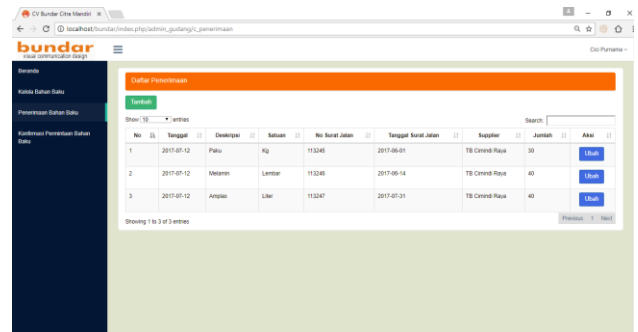 CV Bundar Citra Mandiri
localhost/bundar/index.php/admin_gudang/c_penerimaan
bundar
visual communication design
Cici Purnama
Beranda
Kelola Bahan Baku
Penerimaan Bahan Baku
Konfirmasi Permintaan Bahan
Baku
Daftar Penerimaan
Tambah
Show 10 entries
Search:
No Tanggal Deskripsi Satuan No Surat Jalan Tanggal Surat Jalan Supplier Jumlah Aksi
1 2017-07-12 Paku Kg 113245 2017-06-01 TB Cimindi Raya 30 Ubah
2 2017-07-12 Melamin Lembar 113246 2017-06-14 TB Cimindi Raya 40 Ubah
3 2017-07-12 Amplas Liter 113247 2017-07-31 TB Cimindi Raya 40 Ubah
Showing 1 to 3 of 3 entries
Previous 1 Next